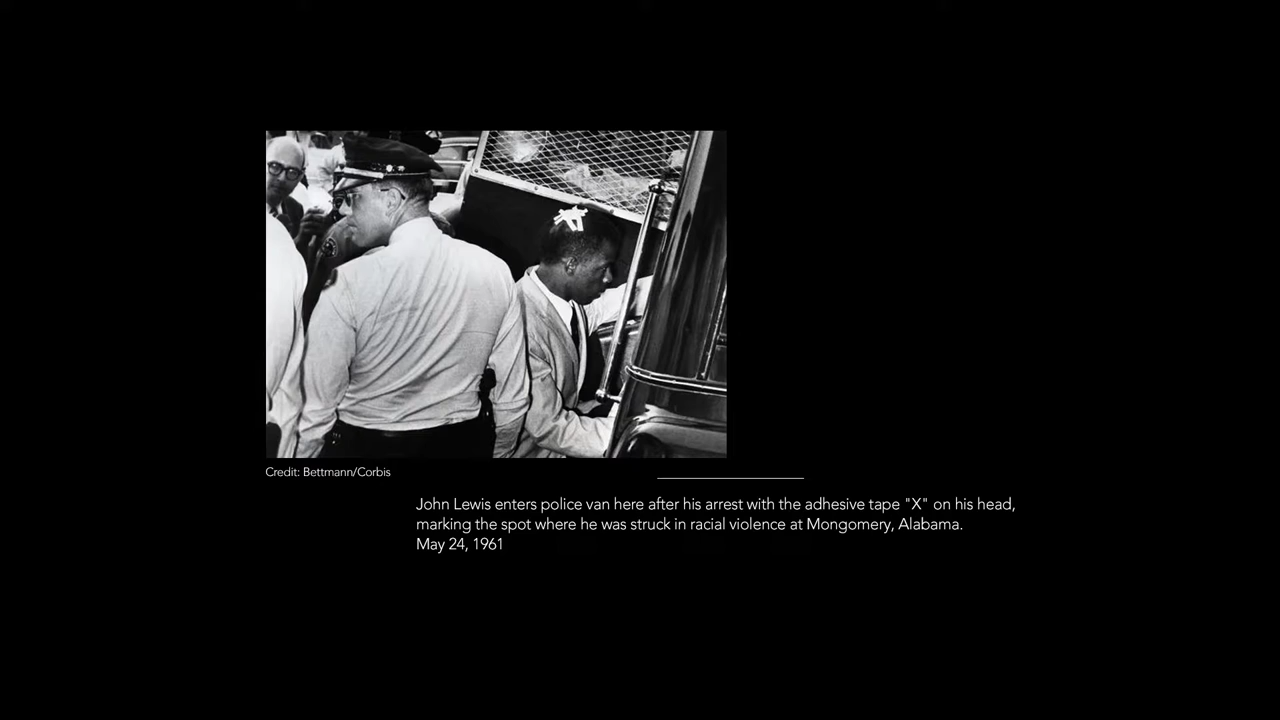 Credit: Bettmann/Corbis
John Lewis enters police van here after his arrest with the adhesive tape "X" on his head,
marking the spot where he was struck in racial violence at Mongomery, Alabama.
May 24, 1961